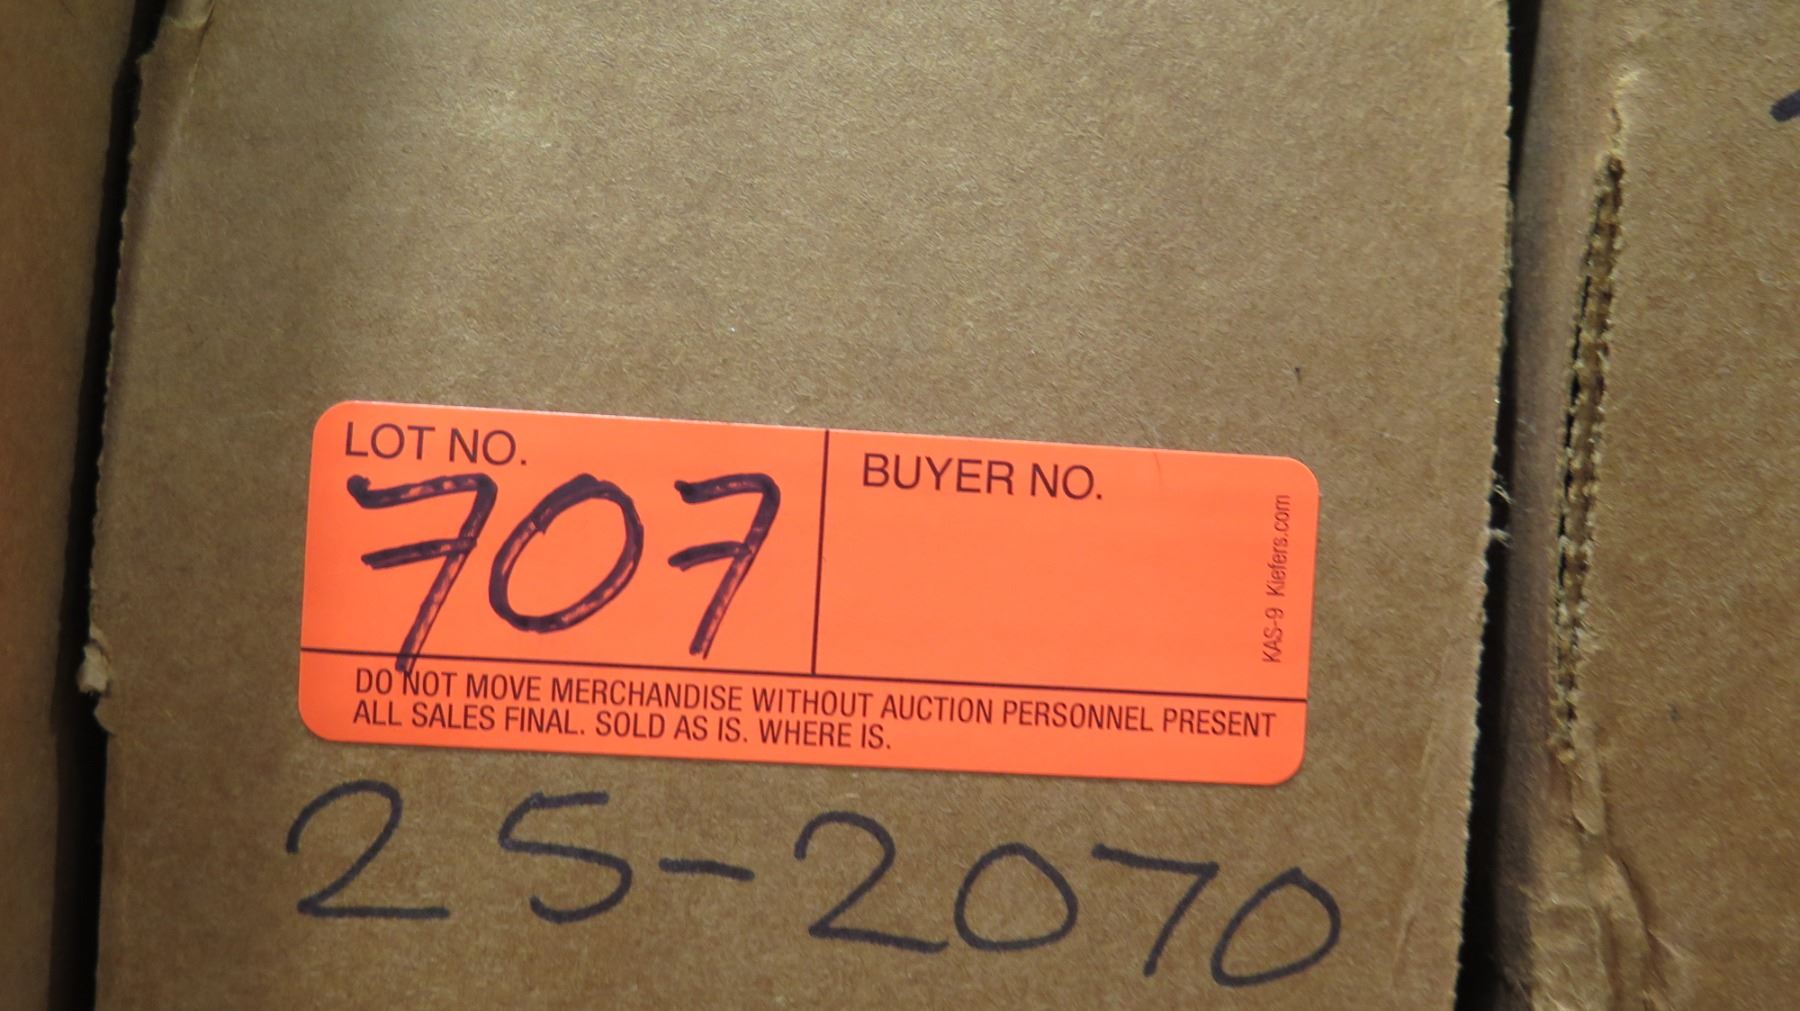 LOT NO.
707
BUYER NO.
KAS-9 Kiefers.com
DO NOT MOVE MERCHANDISE WITHOUT AUCTION PERSONNEL PRESENT
ALL SALES FINAL. SOLD AS IS. WHERE IS.
25-2070